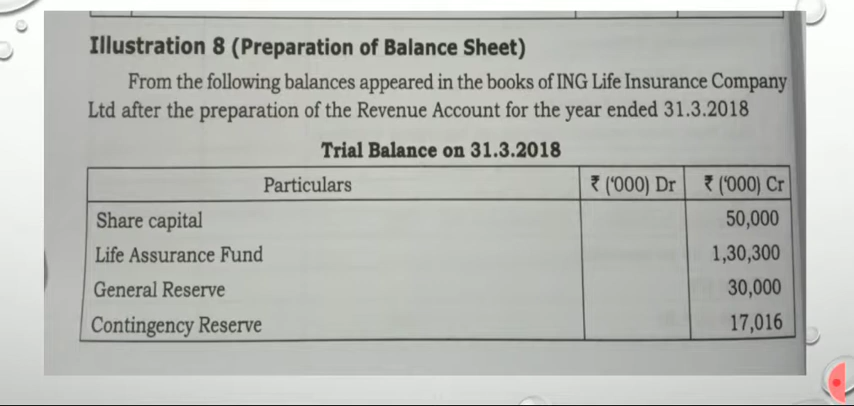 Illustration 8 (Preparation of Balance Sheet)
From the following balances appeared in the books of ING Life Insurance Company
Ltd after the preparation of the Revenue Account for the year ended 31.3.2018
Trial Balance on 31.3.2018
Particulars ₹ ('000) Dr ₹ ('000) Cr
Share capital 50,000
Life Assurance Fund 1,30,300
General Reserve 30,000
Contingency Reserve 17,016